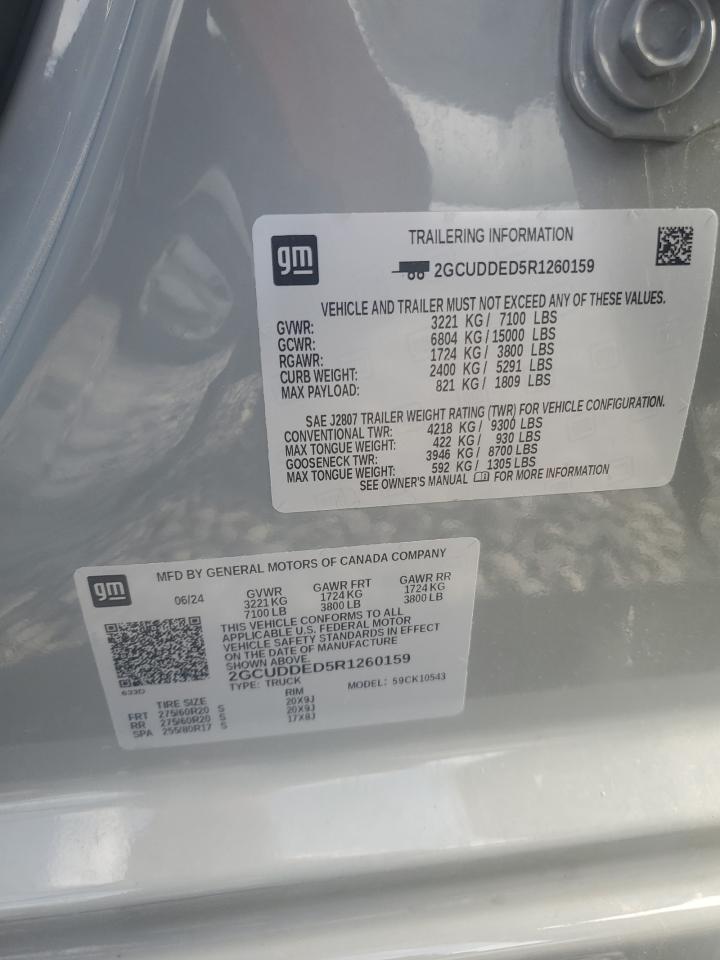 gm
TRAILERING INFORMATION
2GCUDDED5R1260159
VEHICLE AND TRAILER MUST NOT EXCEED ANY OF THESE VALUES.
GVWR: 3221 KG / 7100 LBS
GCWR: 6804 KG / 15000 LBS
RGAWR: 1724 KG / 3800 LBS
CURB WEIGHT: 2400 KG / 5291 LBS
MAX PAYLOAD: 821 KG / 1809 LBS
SAE J2807 TRAILER WEIGHT RATING (TWR) FOR VEHICLE CONFIGURATION.
CONVENTIONAL TWR: 4218 KG / 9300 LBS
MAX TONGUE WEIGHT: 422 KG / 930 LBS
GOOSENECK TWR: 3946 KG / 8700 LBS
MAX TONGUE WEIGHT: 592 KG / 1305 LBS
SEE OWNER'S MANUAL FOR MORE INFORMATION
gm
MFD BY GENERAL MOTORS OF CANADA COMPANY
06/24 GVWR GAWR FRT GAWR RR
3221 KG 1724 KG 1724 KG
7100 LB 3800 LB 3800 LB
THIS VEHICLE CONFORMS TO ALL
APPLICABLE U.S. FEDERAL MOTOR
VEHICLE SAFETY STANDARDS IN EFFECT
ON THE DATE OF MANUFACTURE
SHOWN ABOVE.
2GCUDDED5R1260159
633D TYPE: TRUCK MODEL: 59CK10543
TIRE SIZE RIM
FRT 275/60R20 S 20X9J
RR 275/60R20 S 20X9J
SPA 255/80R17 S 17X8J